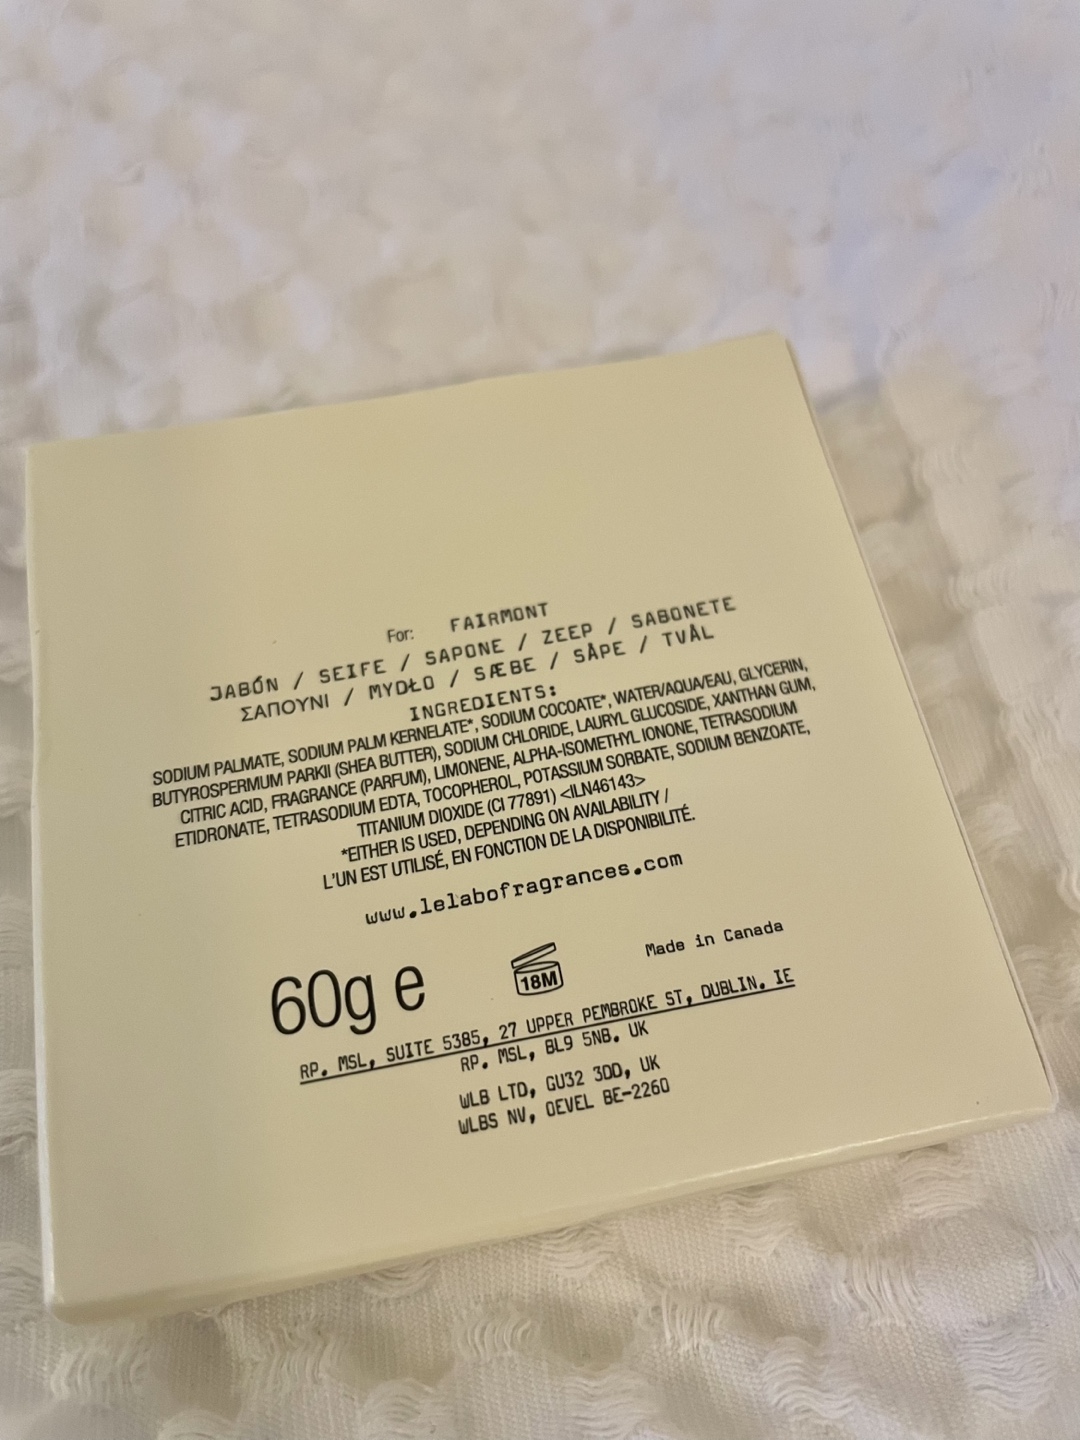 For: FAIRMONT
JABÓN / SEIFE / SAPONE / ZEEP / SABONETE
ΣΑΠΟΥΝΙ / MYDŁO / SÆBE / SÅPE / TVÅL
INGREDIENTS:
SODIUM PALMATE, SODIUM PALM KERNELATE*, SODIUM COCOATE*, WATER/AQUA/EAU, GLYCERIN,
BUTYROSPERMUM PARKII (SHEA BUTTER), SODIUM CHLORIDE, LAURYL GLUCOSIDE, XANTHAN GUM,
CITRIC ACID, FRAGRANCE (PARFUM), LIMONENE, ALPHA-ISOMETHYL IONONE, TETRASODIUM
ETIDRONATE, TETRASODIUM EDTA, TOCOPHEROL, POTASSIUM SORBATE, SODIUM BENZOATE,
TITANIUM DIOXIDE (CI 77891) <ILN46143>
*EITHER IS USED, DEPENDING ON AVAILABILITY /
L'UN EST UTILISÉ, EN FONCTION DE LA DISPONIBILITÉ.
www.lelabofragrances.com
60g e 18M Made in Canada
RP. MSL, SUITE 5385, 27 UPPER PEMBROKE ST, DUBLIN. IE
RP. MSL, BL9 5NB. UK
WLB LTD, GU32 3DD, UK
WLBS NV, OEVEL BE-2260